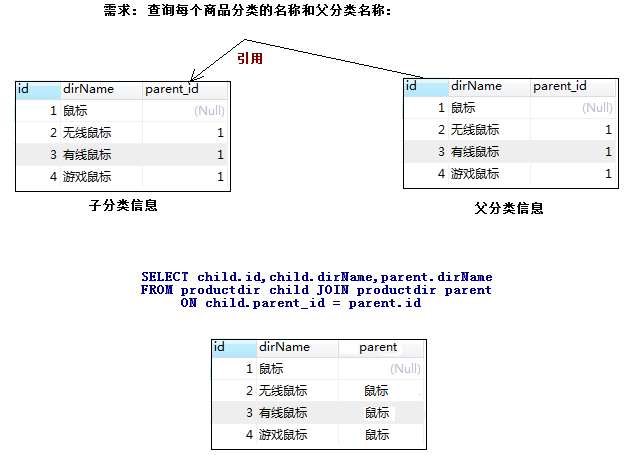 需求：查询每个商品分类的名称和父分类名称：
引用
id dirName parent_id
1 鼠标 (Null)
2 无线鼠标 1
3 有线鼠标 1
4 游戏鼠标 1
子分类信息
id dirName parent_id
1 鼠标 (Null)
2 无线鼠标 1
3 有线鼠标 1
4 游戏鼠标 1
父分类信息
SELECT child.id,child.dirName,parent.dirName
FROM productdir child JOIN productdir parent
ON child.parent_id = parent.id
id dirName parent
1 鼠标 (Null)
2 无线鼠标 鼠标
3 有线鼠标 鼠标
4 游戏鼠标 鼠标